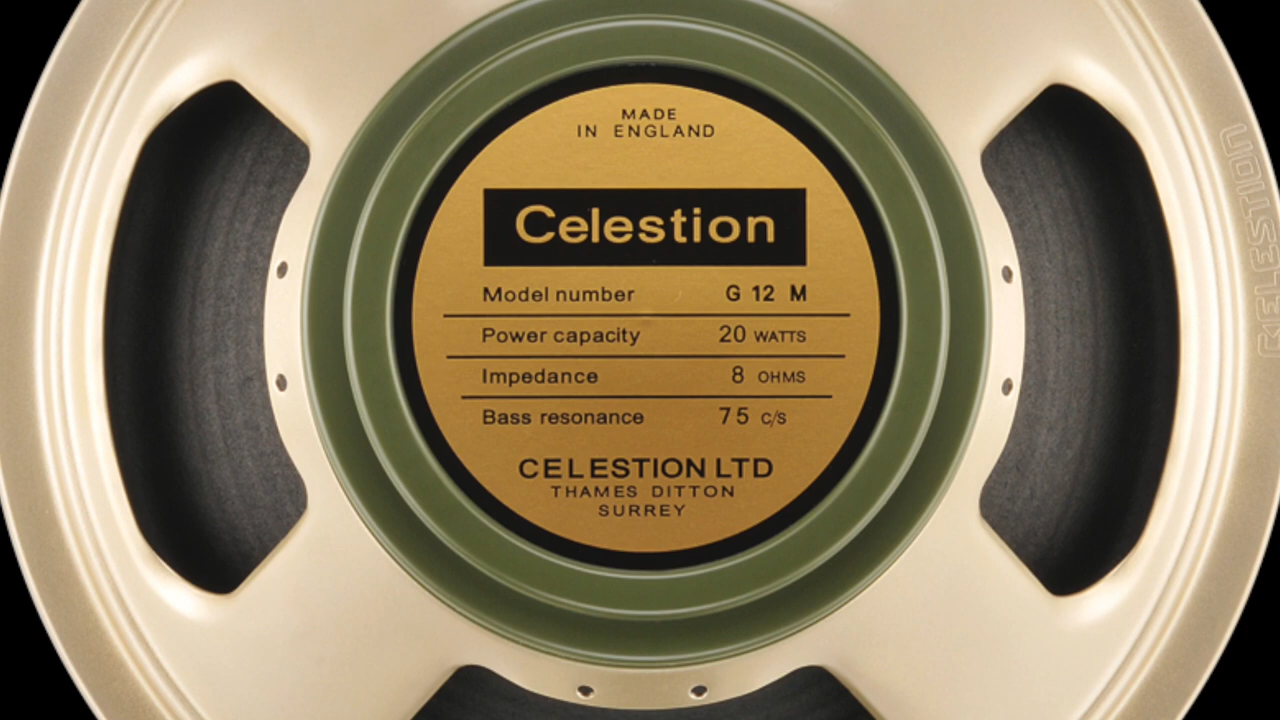 MADE
IN ENGLAND
Celestion
Model number G 12 M
Power capacity 20 WATTS
Impedance 8 OHMS
Bass resonance 75 C/S
CELESTION LTD
THAMES DITTON
SURREY
CELESTION